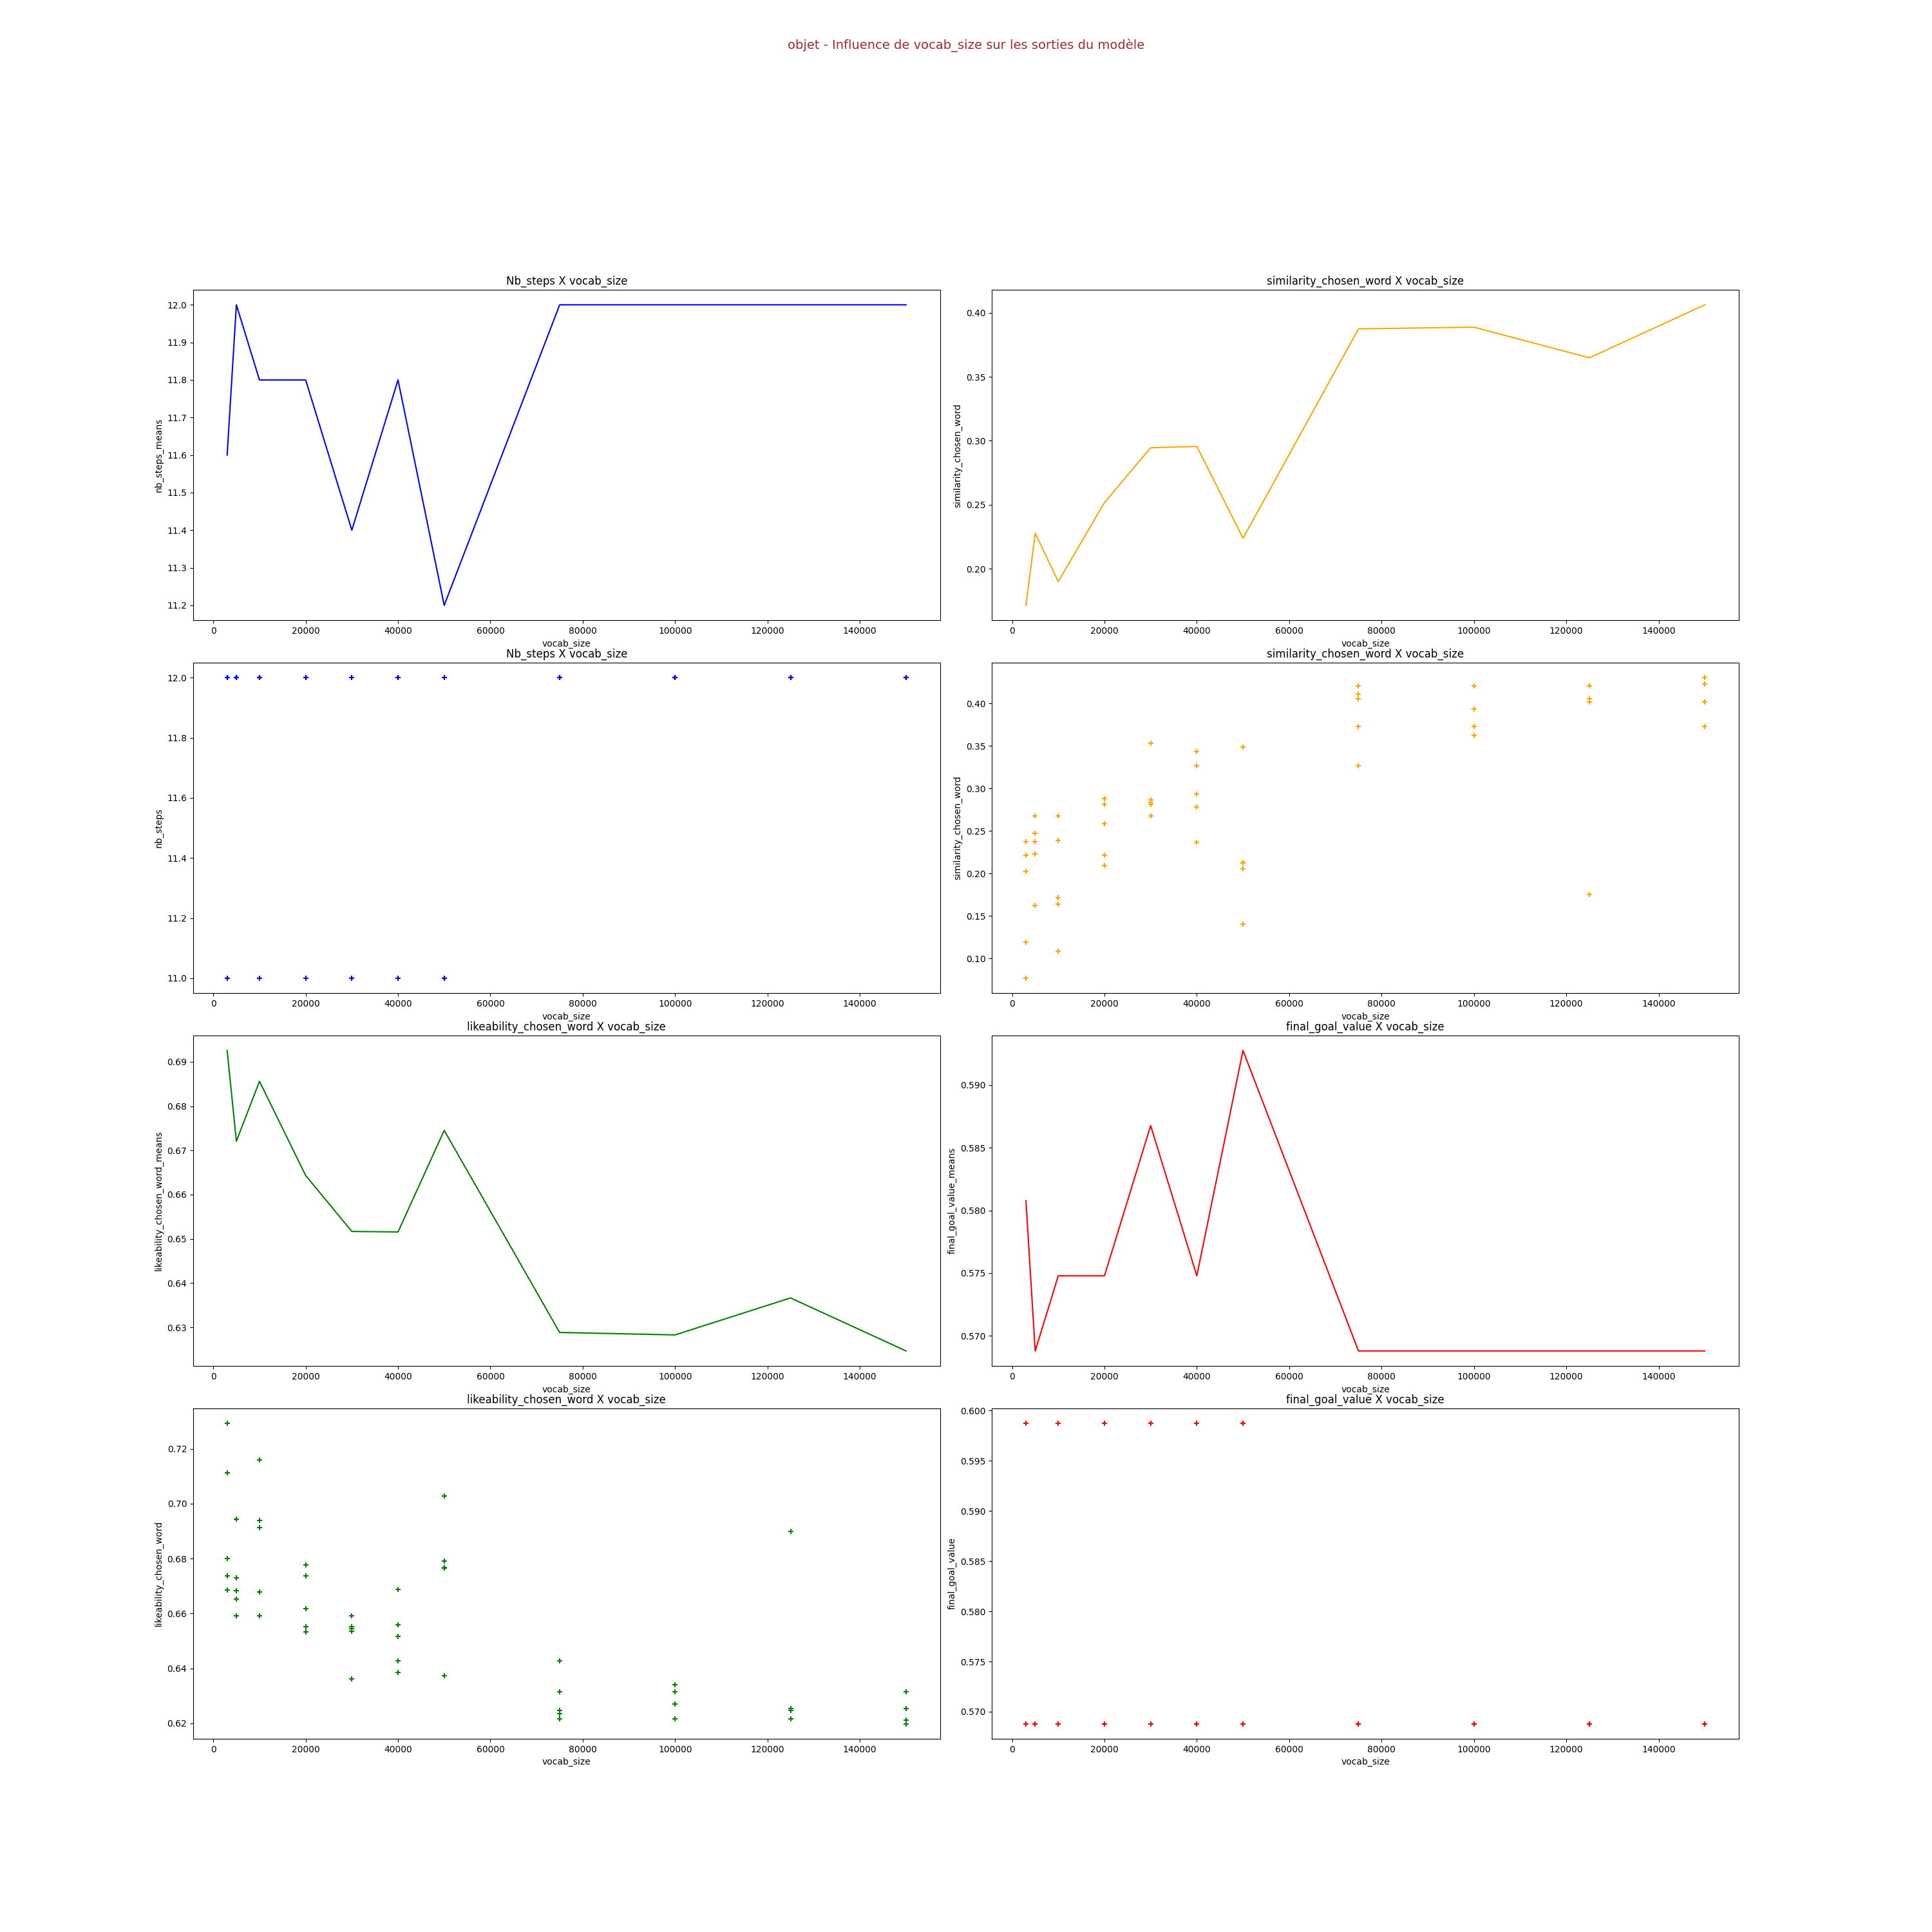 objet - Influence de vocab_size sur les sorties du modèle
Nb_steps X vocab_size
12.0
11.9
11.8
11.7
11.6
11.5
11.4
11.3
11.2
nb_steps_means
0 20000 40000 60000 80000 100000 120000 140000
vocab_size
similarity_chosen_word X vocab_size
0.40
0.35
0.30
0.25
0.20
similarity_chosen_word
0 20000 40000 60000 80000 100000 120000 140000
vocab_size
Nb_steps X vocab_size
12.0
11.8
11.6
11.4
11.2
11.0
nb_steps
0 20000 40000 60000 80000 100000 120000 140000
vocab_size
similarity_chosen_word X vocab_size
0.40
0.35
0.30
0.25
0.20
0.15
0.10
similarity_chosen_word
0 20000 40000 60000 80000 100000 120000 140000
vocab_size
likeability_chosen_word X vocab_size
0.69
0.68
0.67
0.66
0.65
0.64
0.63
likeability_chosen_word_means
0 20000 40000 60000 80000 100000 120000 140000
vocab_size
final_goal_value X vocab_size
0.590
0.585
0.580
0.575
0.570
final_goal_value_means
0 20000 40000 60000 80000 100000 120000 140000
vocab_size
likeability_chosen_word X vocab_size
0.72
0.70
0.68
0.66
0.64
0.62
likeability_chosen_word
0 20000 40000 60000 80000 100000 120000 140000
vocab_size
final_goal_value X vocab_size
0.600
0.595
0.590
0.585
0.580
0.575
0.570
final_goal_value
0 20000 40000 60000 80000 100000 120000 140000
vocab_size